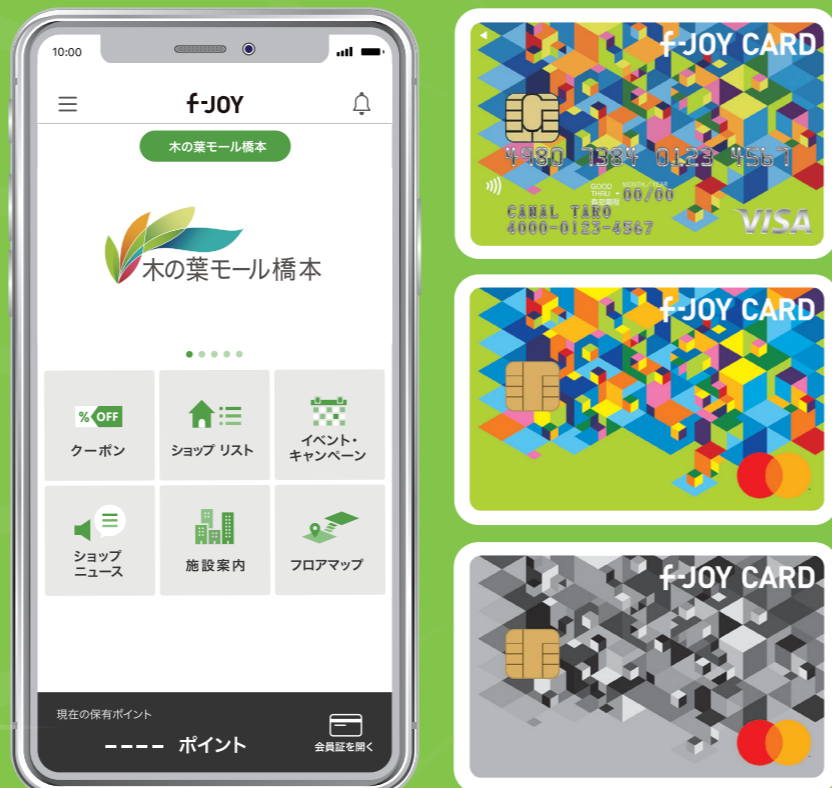 10:00
f-JOY
木の葉モール橋本
木の葉モール橋本
% OFF
クーポン
ショップ リスト
イベント・
キャンペーン
ショップ
ニュース
施設案内
フロアマップ
現在の保有ポイント
---- ポイント
会員証を開く
f-JOY CARD
4980 7384 0123 4567
GOOD
THRU
MONTH/YEAR
00/00
CANAL TARO
4000-0123-4567
VISA
f-JOY CARD
f-JOY CARD